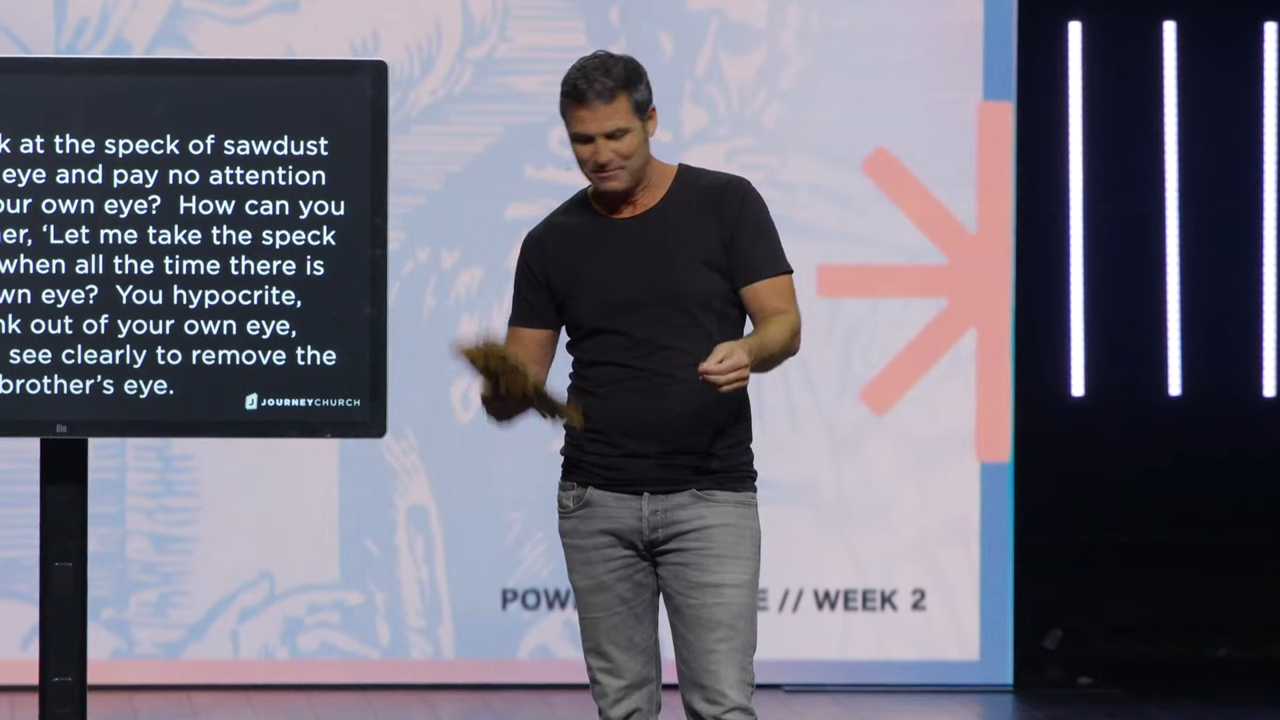 k at the speck of sawdust
eye and pay no attention
our own eye? How can you
er, ‘Let me take the speck
when all the time there is
wn eye? You hypocrite,
nk out of your own eye,
see clearly to remove the
brother’s eye.
JOURNEYCHURCH
elo
POW E // WEEK 2